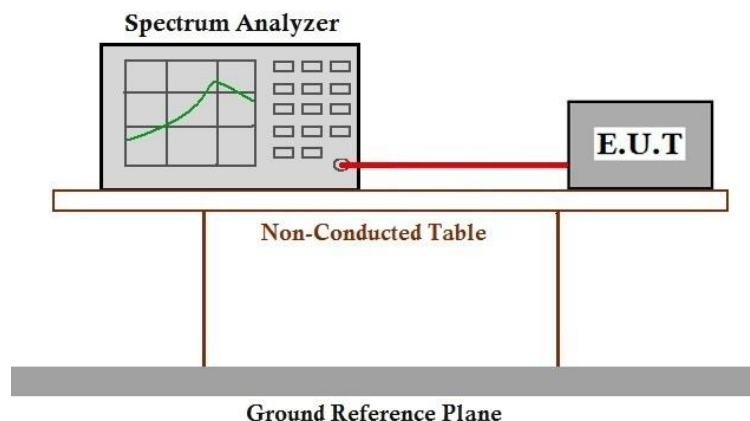 Spectrum Analyzer
E.U.T
Non-Conducted Table
Ground Reference Plane